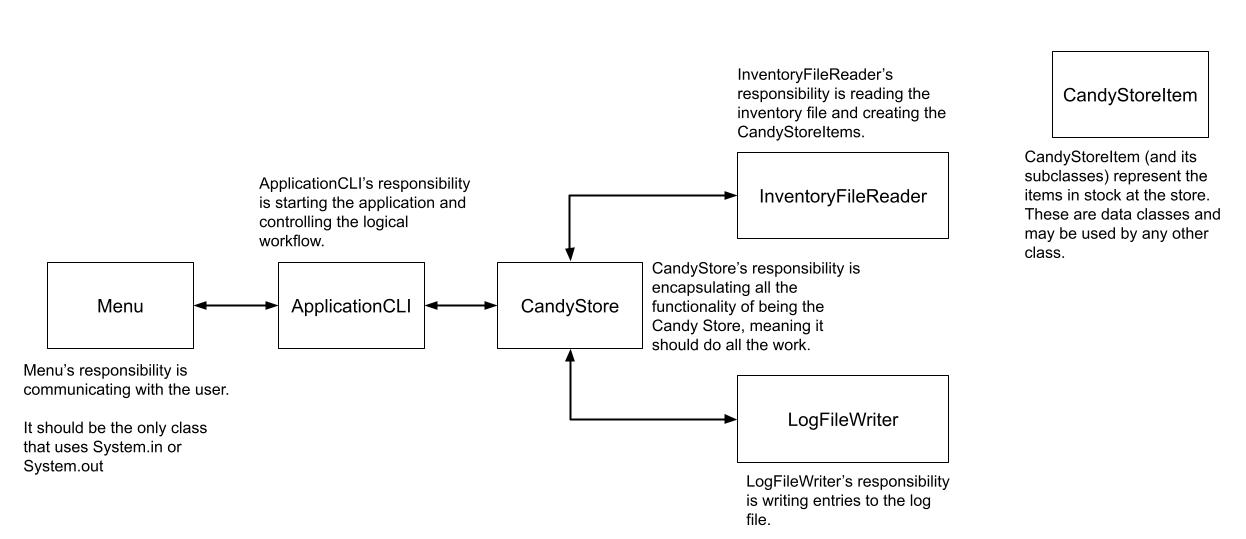 InventoryFileReader’s
responsibility is reading the
inventory file and creating the
CandyStoreItems.
CandyStoreItem
CandyStoreItem (and its
subclasses) represent the
items in stock at the store.
These are data classes and
may be used by any other
class.
ApplicationCLI’s responsibility
is starting the application and
controlling the logical
workflow.
InventoryFileReader
Menu
ApplicationCLI
CandyStore
CandyStore’s responsibility is
encapsulating all the
functionality of being the
Candy Store, meaning it
should do all the work.
Menu’s responsibility is
communicating with the user.
It should be the only class
that uses System.in or
System.out
LogFileWriter
LogFileWriter’s responsibility
is writing entries to the log
file.